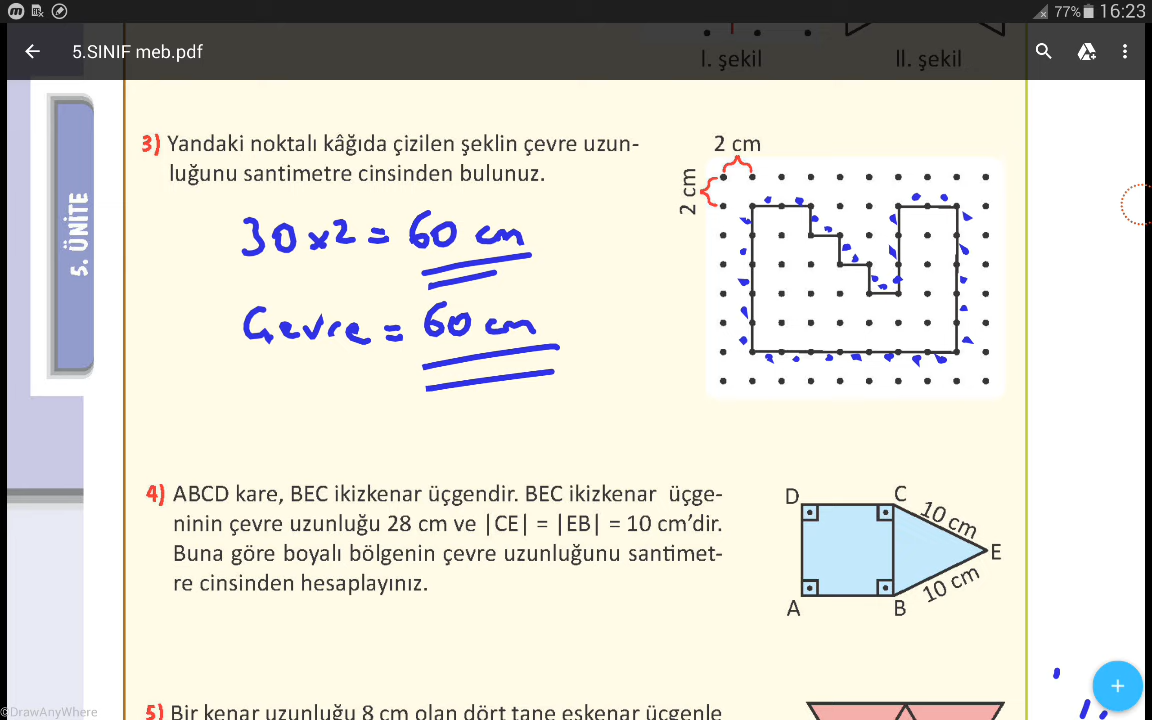 77% 16:23
5.SINIF meb.pdf
I. şekil
II. şekil
5. ÜNİTE
3) Yandaki noktalı kâğıda çizilen şeklin çevre uzun-
luğunu santimetre cinsinden bulunuz.
2 cm
2 cm
30 x 2 = 60 cm
Çevre = 60 cm
4) ABCD kare, BEC ikizkenar üçgendir. BEC ikizkenar üçge-
ninin çevre uzunluğu 28 cm ve |CE| = |EB| = 10 cm’dir.
Buna göre boyalı bölgenin çevre uzunluğunu santimet-
re cinsinden hesaplayınız.
D
C
10 cm
E
10 cm
A
B
5) Bir kenar uzunluğu 8 cm olan dört tane eşkenar üçgenle
©DrawAnyWhere